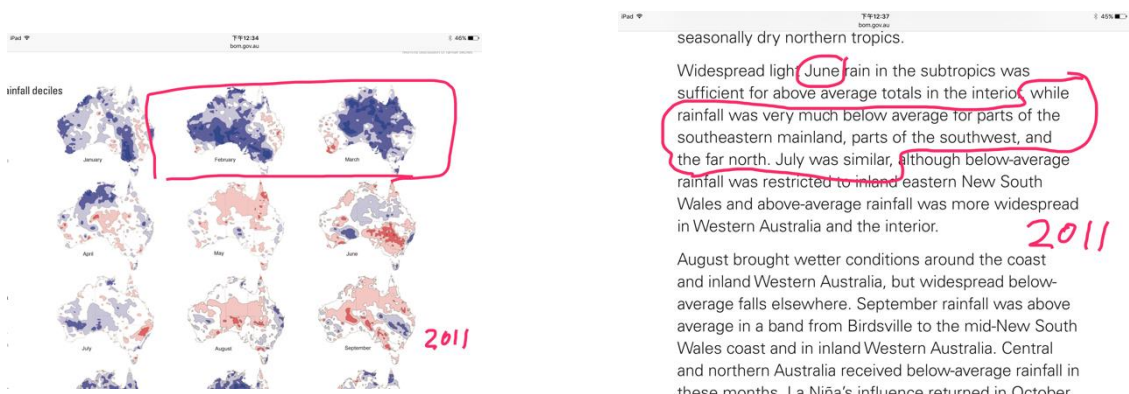 iPad
下午12:34
46%
bom.gov.au
ainfall deciles
January
February
March
April
May
June
July
August
September
2011
iPad
下午12:37
45%
bom.gov.au
seasonally dry northern tropics.
Widespread light June rain in the subtropics was
sufficient for above average totals in the interior, while
rainfall was very much below average for parts of the
southeastern mainland, parts of the southwest, and
the far north. July was similar, although below-average
rainfall was restricted to inland eastern New South
Wales and above-average rainfall was more widespread
in Western Australia and the interior.
2011
August brought wetter conditions around the coast
and inland Western Australia, but widespread below-
average falls elsewhere. September rainfall was above
average in a band from Birdsville to the mid-New South
Wales coast and in inland Western Australia. Central
and northern Australia received below-average rainfall in
these months. La Niña's influence returned in October